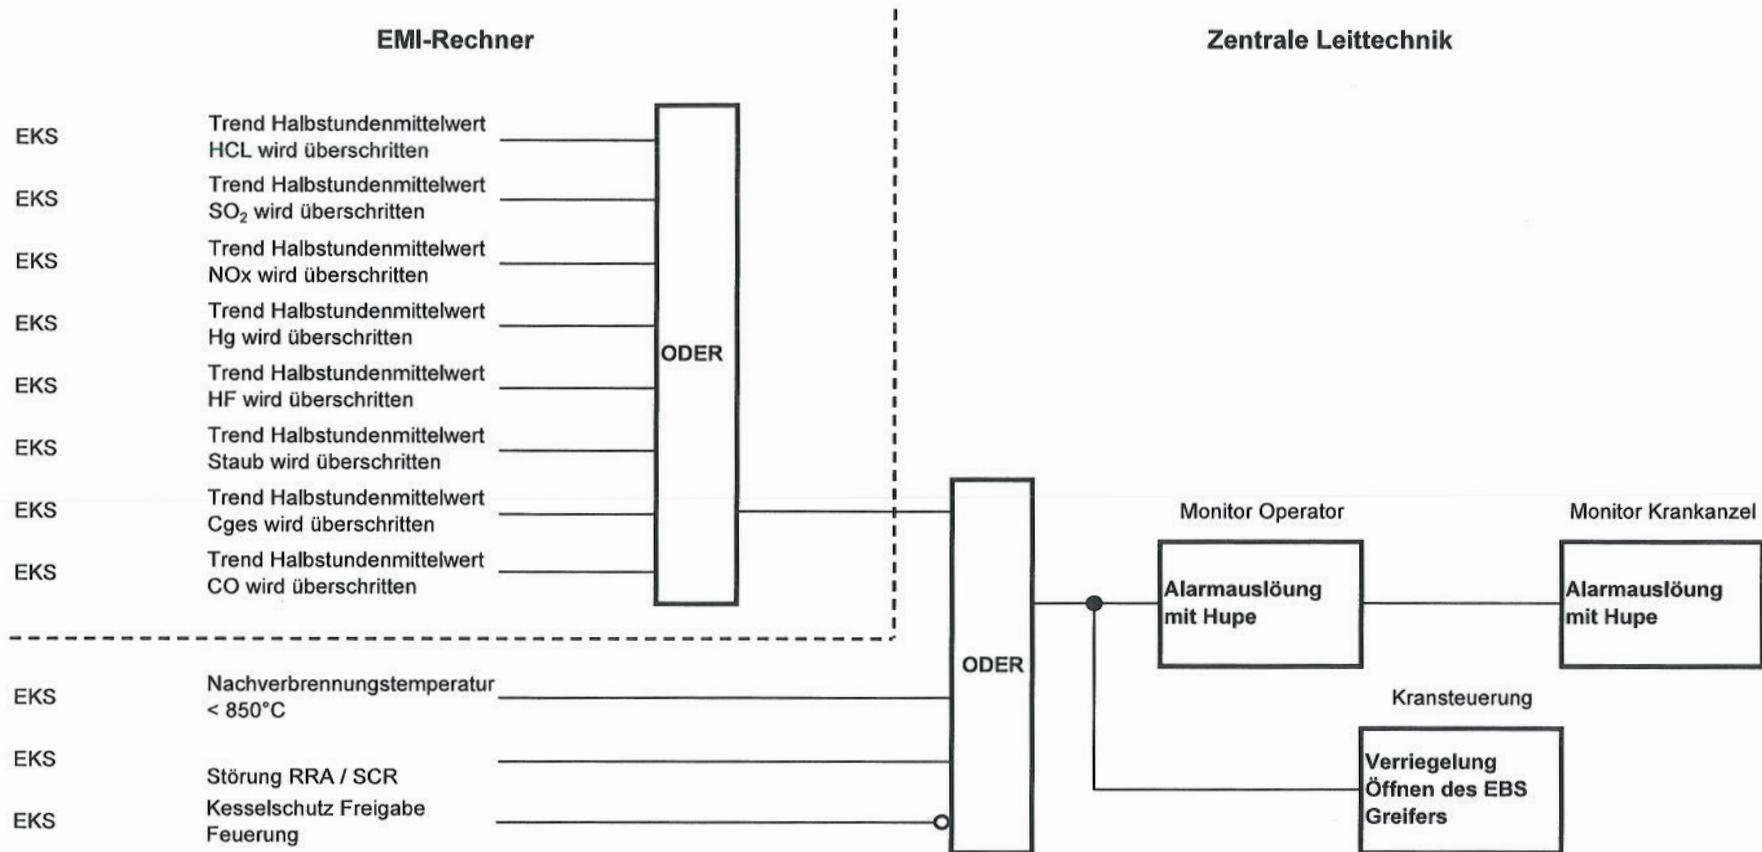 EMI-Rechner
Zentrale Leittechnik
EKS
Trend Halbstundenmittelwert
HCL wird überschritten
EKS
Trend Halbstundenmittelwert
SO₂ wird überschritten
EKS
Trend Halbstundenmittelwert
NOx wird überschritten
EKS
Trend Halbstundenmittelwert
Hg wird überschritten
EKS
Trend Halbstundenmittelwert
HF wird überschritten
EKS
Trend Halbstundenmittelwert
Staub wird überschritten
EKS
Trend Halbstundenmittelwert
Cges wird überschritten
EKS
Trend Halbstundenmittelwert
CO wird überschritten
ODER
EKS
Nachverbrennungstemperatur
< 850°C
EKS
Störung RRA / SCR
EKS
Kesselschutz Freigabe
Feuerung
ODER
Monitor Operator
Alarmauslöung
mit Hupe
Monitor Krankanzel
Alarmauslöung
mit Hupe
Kransteuerung
Verriegelung
Öffnen des EBS
Greifers